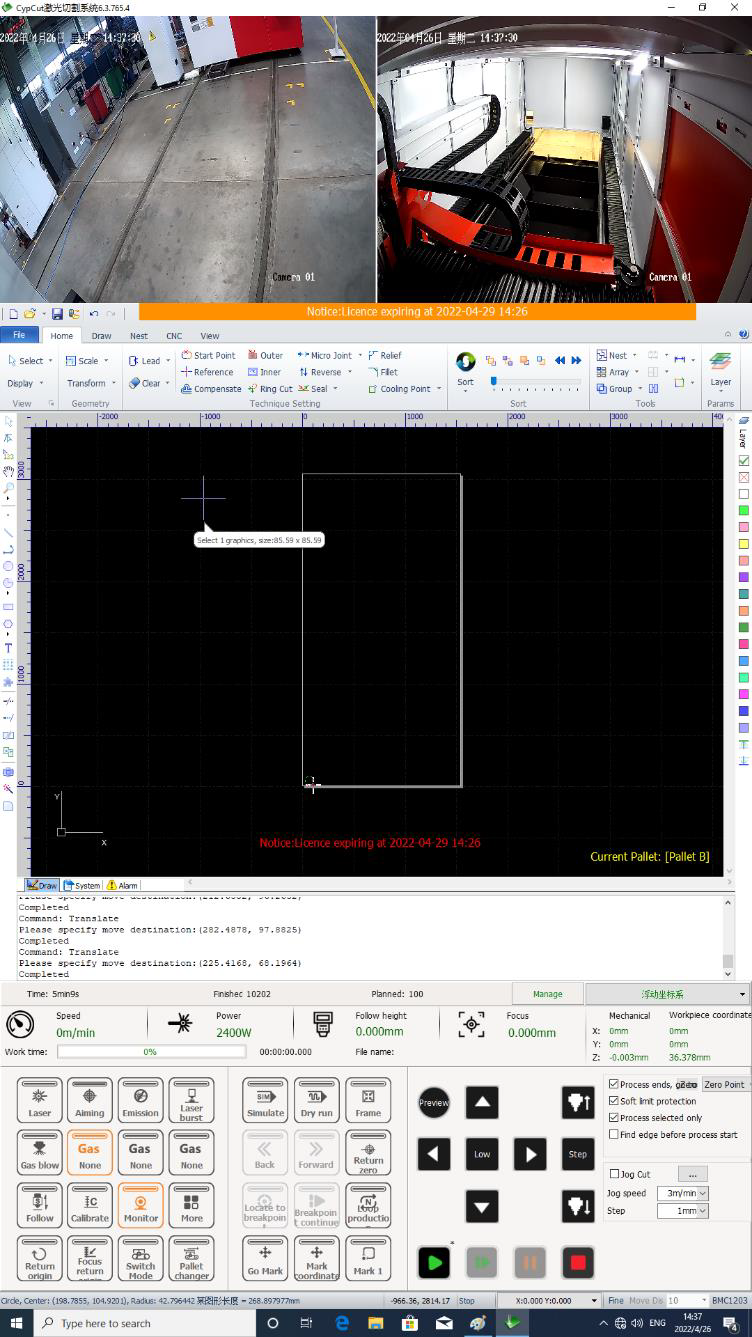 CypCut激光切割系统6.3.765.4
2022年04月26日 星期二 14:37:30
2022年04月26日 星期二 14:37:30
Camera 01
Camera 01
Notice:Licence expiring at 2022-04-29 14:26
File Home Draw Nest CNC View
Select Scale Lead Start Point Outer Micro Joint Relief Nest
Reference Inner Reverse Fillet Sort Array Layer
Display Transform Clear Compensate Ring Cut Seal Cooling Point Group
View Geometry Technique Setting Sort Tools Params
-2000 -1000 0 1000 2000 3000
Layer
3000
2000
1000
0
Select 1 graphics, size:85.59 x 85.59
Y
X
Notice:Licence expiring at 2022-04-29 14:26
Current Pallet: [Pallet B]
Draw System Alarm
Completed
Command: Translate
Please specify move destination:(282.4878, 97.8825)
Completed
Command: Translate
Please specify move destination:(225.4168, 68.1964)
Completed
Time: 5min9s Finished 10202 Planned: 100 Manage 浮动坐标系
Speed Power Follow height Focus Mechanical Workpiece coordinate
0m/min 2400W 0.000mm 0.000mm
X: 0mm 0mm
Y: 0mm 0mm
Z: -0.003mm 36.378mm
Work time: 0% 00:00:00.000 File name:
Laser Aiming Emission Laser burst
Simulate Dry run Frame
Preview
Process ends, go to Zero Point
Soft limit protection
Process selected only
Find edge before process start
Gas blow Gas None Gas None Gas None
Back Forward Return zero
Low Step
Jog Cut ...
Jog speed 3m/min
Step 1mm
Follow Calibrate Monitor More
Locate to breakpoint Breakpoint continue Loop production
Return origin Focus return origin Switch Mode Pallet changer
Go Mark Mark coordinate Mark 1
Circle, Center: (198.7855, 104.9201), Radius: 42.796442 某图形长度 = 268.897977mm -966.36, 2814.17 Stop X:0.000 Y:0.000 Fine Move Dis 10 BMC1203
Type here to search ENG 14:37
2022/4/26
4